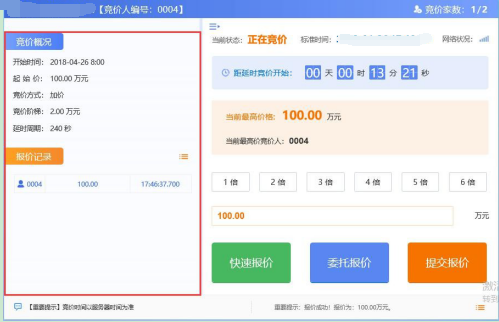 【竞价人编号：0004】
竞价家数：1/2
竞价概况
开始时间：2018-04-26 8:00
起 始 价：100.00 万元
竞价方式：加价
竞价阶梯：2.00 万元
延时周期：240 秒
报价记录
0004 100.00 17:46:37.700
当前状态：正在竞价 标准时间： 网络状况：
距延时竞价开始：00 天 00 时 13 分 21 秒
当前最高价格：100.00 万元
当前最高价竞价人：0004
1 倍 2 倍 3 倍 4 倍 5 倍 6 倍
100.00 万元
快速报价 委托报价 提交报价
【重要提示】竞价时间以服务器时间为准
重要提示：报价成功！报价为：100.00万元。
激活
转到